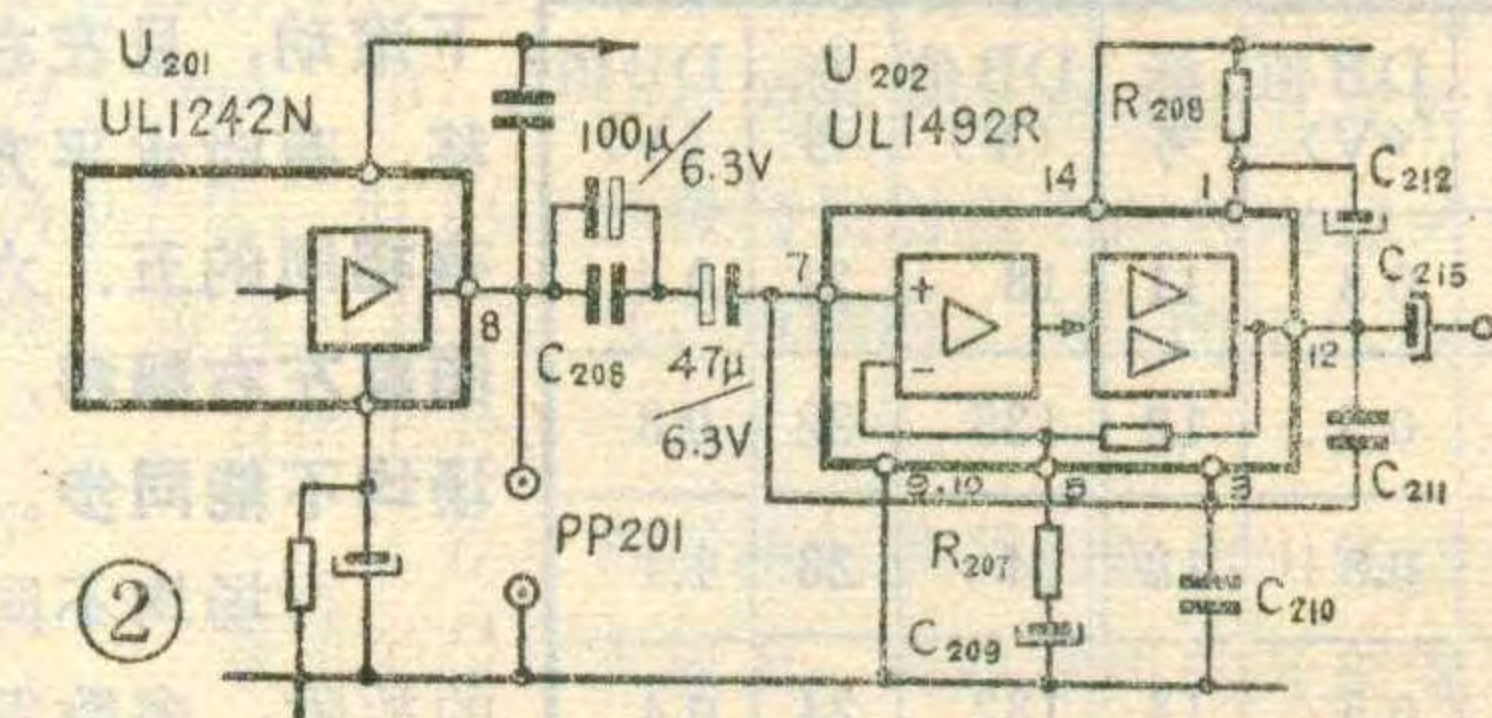 U201
UL1242N
100μ/6.3V
8
C206
47μ/6.3V
PP201
U202
UL1492R
R208
14
1
C212
7
C215
+
−
12
9,10
5
3
C211
R207
C210
C209
②